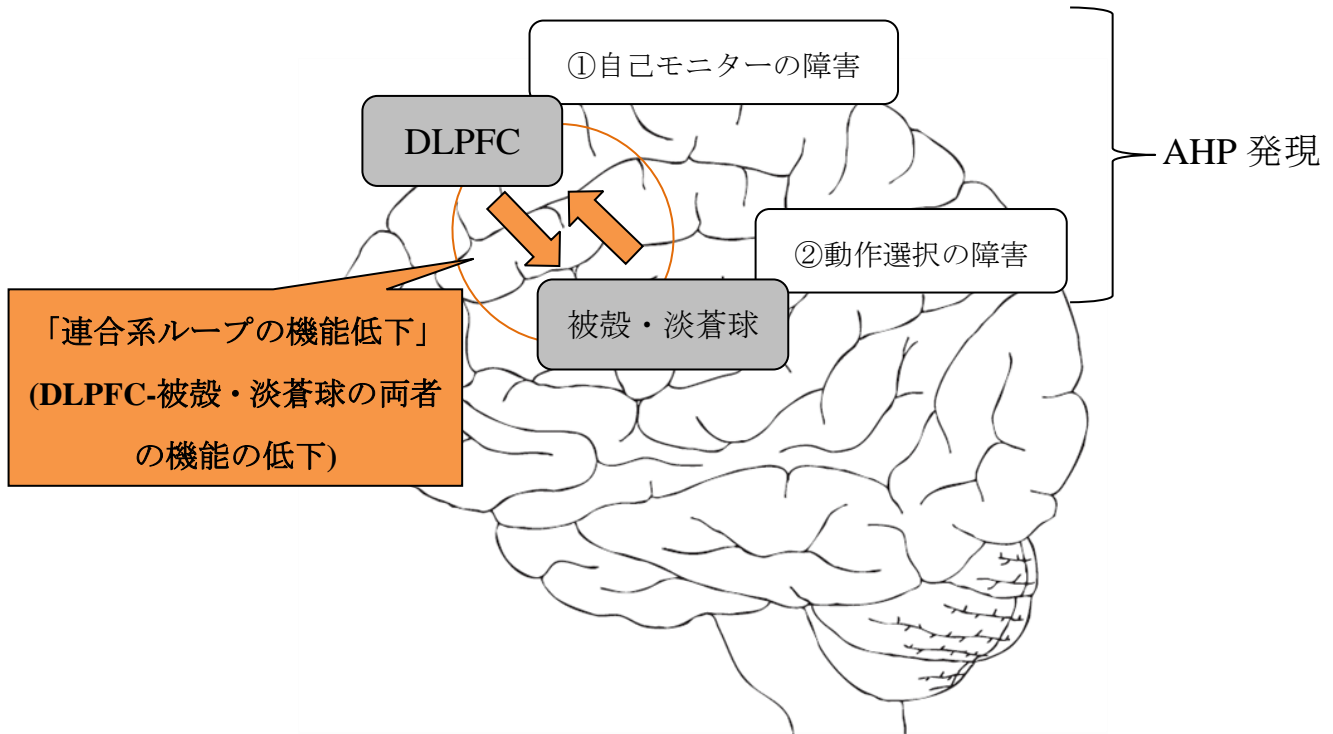 ①自己モニターの障害
DLPFC
AHP 発現
②動作選択の障害
被殻・淡蒼球
「連合系ループの機能低下」
(DLPFC-被殻・淡蒼球の両者
の機能の低下)